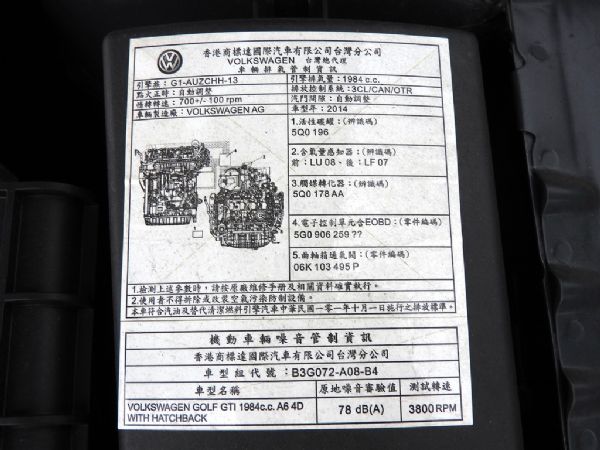 香港商標達國際汽車有限公司台灣分公司
VOLKSWAGEN 台灣總代理
車輛排氣管制資訊
引擎族：G1-AUZCHH-13 引擎排氣量：1984 c.c.
點火正時：自動調整 排放控制系統：3CL/CAN/OTR
惰轉轉速：700+/-100 rpm 汽門間隙：自動調整
車輛製造廠：VOLKSWAGEN AG 車型年：2014
1.活性碳罐：(辨識碼)
5Q0 196
2.含氧量感知器：(辨識碼)
前：LU 08、後：LF 07
3.觸媒轉化器：(辨識碼)
5Q0 178 AA
4.電子控制單元含EOBD：(零件編碼)
5G0 906 259 ??
5.曲軸箱通氣閥：(零件編碼)
06K 103 495 P
1.檢測上述參數時，請按原廠維修手冊及相關資料確實執行。
2.使用者不得拆除或改裝空氣污染防制設備。
本車符合汽油及替代清潔燃料引擎汽車中華民國一○一年十月一日施行之排放標準。
機動車輛噪音管制資訊
香港商標達國際汽車有限公司台灣分公司
車型組代號：B3G072-A08-B4
車型名稱 原地噪音審驗值 測試轉速
VOLKSWAGEN GOLF GTI 1984c.c. A6 4D
WITH HATCHBACK
78 dB(A) 3800 RPM